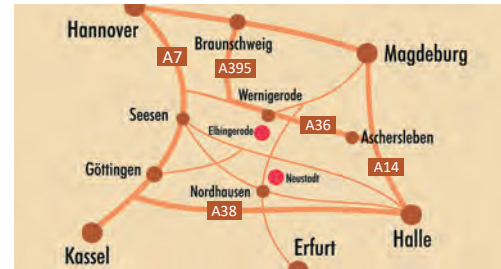 Hannover
Braunschweig
A7
Magdeburg
A395
Wernigerode
Seesen
A36
Elbingerode
Aschersleben
A14
Göttingen
Neustadt
Nordhausen
A38
Halle
Kassel
Erfurt